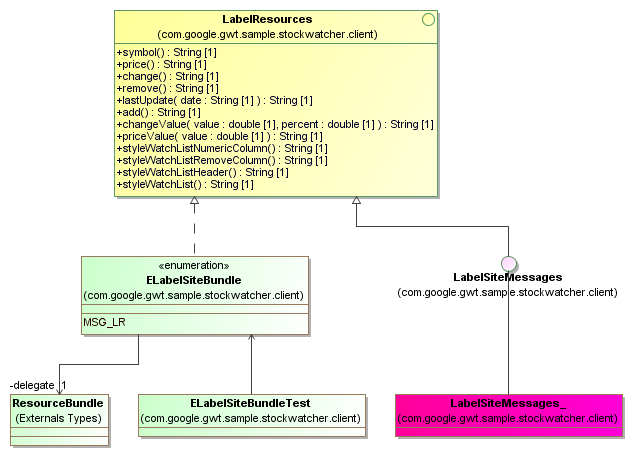 LabelResources
(com.google.gwt.sample.stockwatcher.client)
+symbol() : String [1]
+price() : String [1]
+change() : String [1]
+remove() : String [1]
+lastUpdate( date : String [1] ) : String [1]
+add() : String [1]
+changeValue( value : double [1], percent : double [1] ) : String [1]
+priceValue( value : double [1] ) : String [1]
+styleWatchListNumericColumn() : String [1]
+styleWatchListRemoveColumn() : String [1]
+styleWatchListHeader() : String [1]
+styleWatchList() : String [1]
«enumeration»
ELabelSiteBundle
(com.google.gwt.sample.stockwatcher.client)
MSG_LR
LabelSiteMessages
(com.google.gwt.sample.stockwatcher.client)
-delegate 1
ResourceBundle
(Externals Types)
ELabelSiteBundleTest
(com.google.gwt.sample.stockwatcher.client)
LabelSiteMessages_
(com.google.gwt.sample.stockwatcher.client)